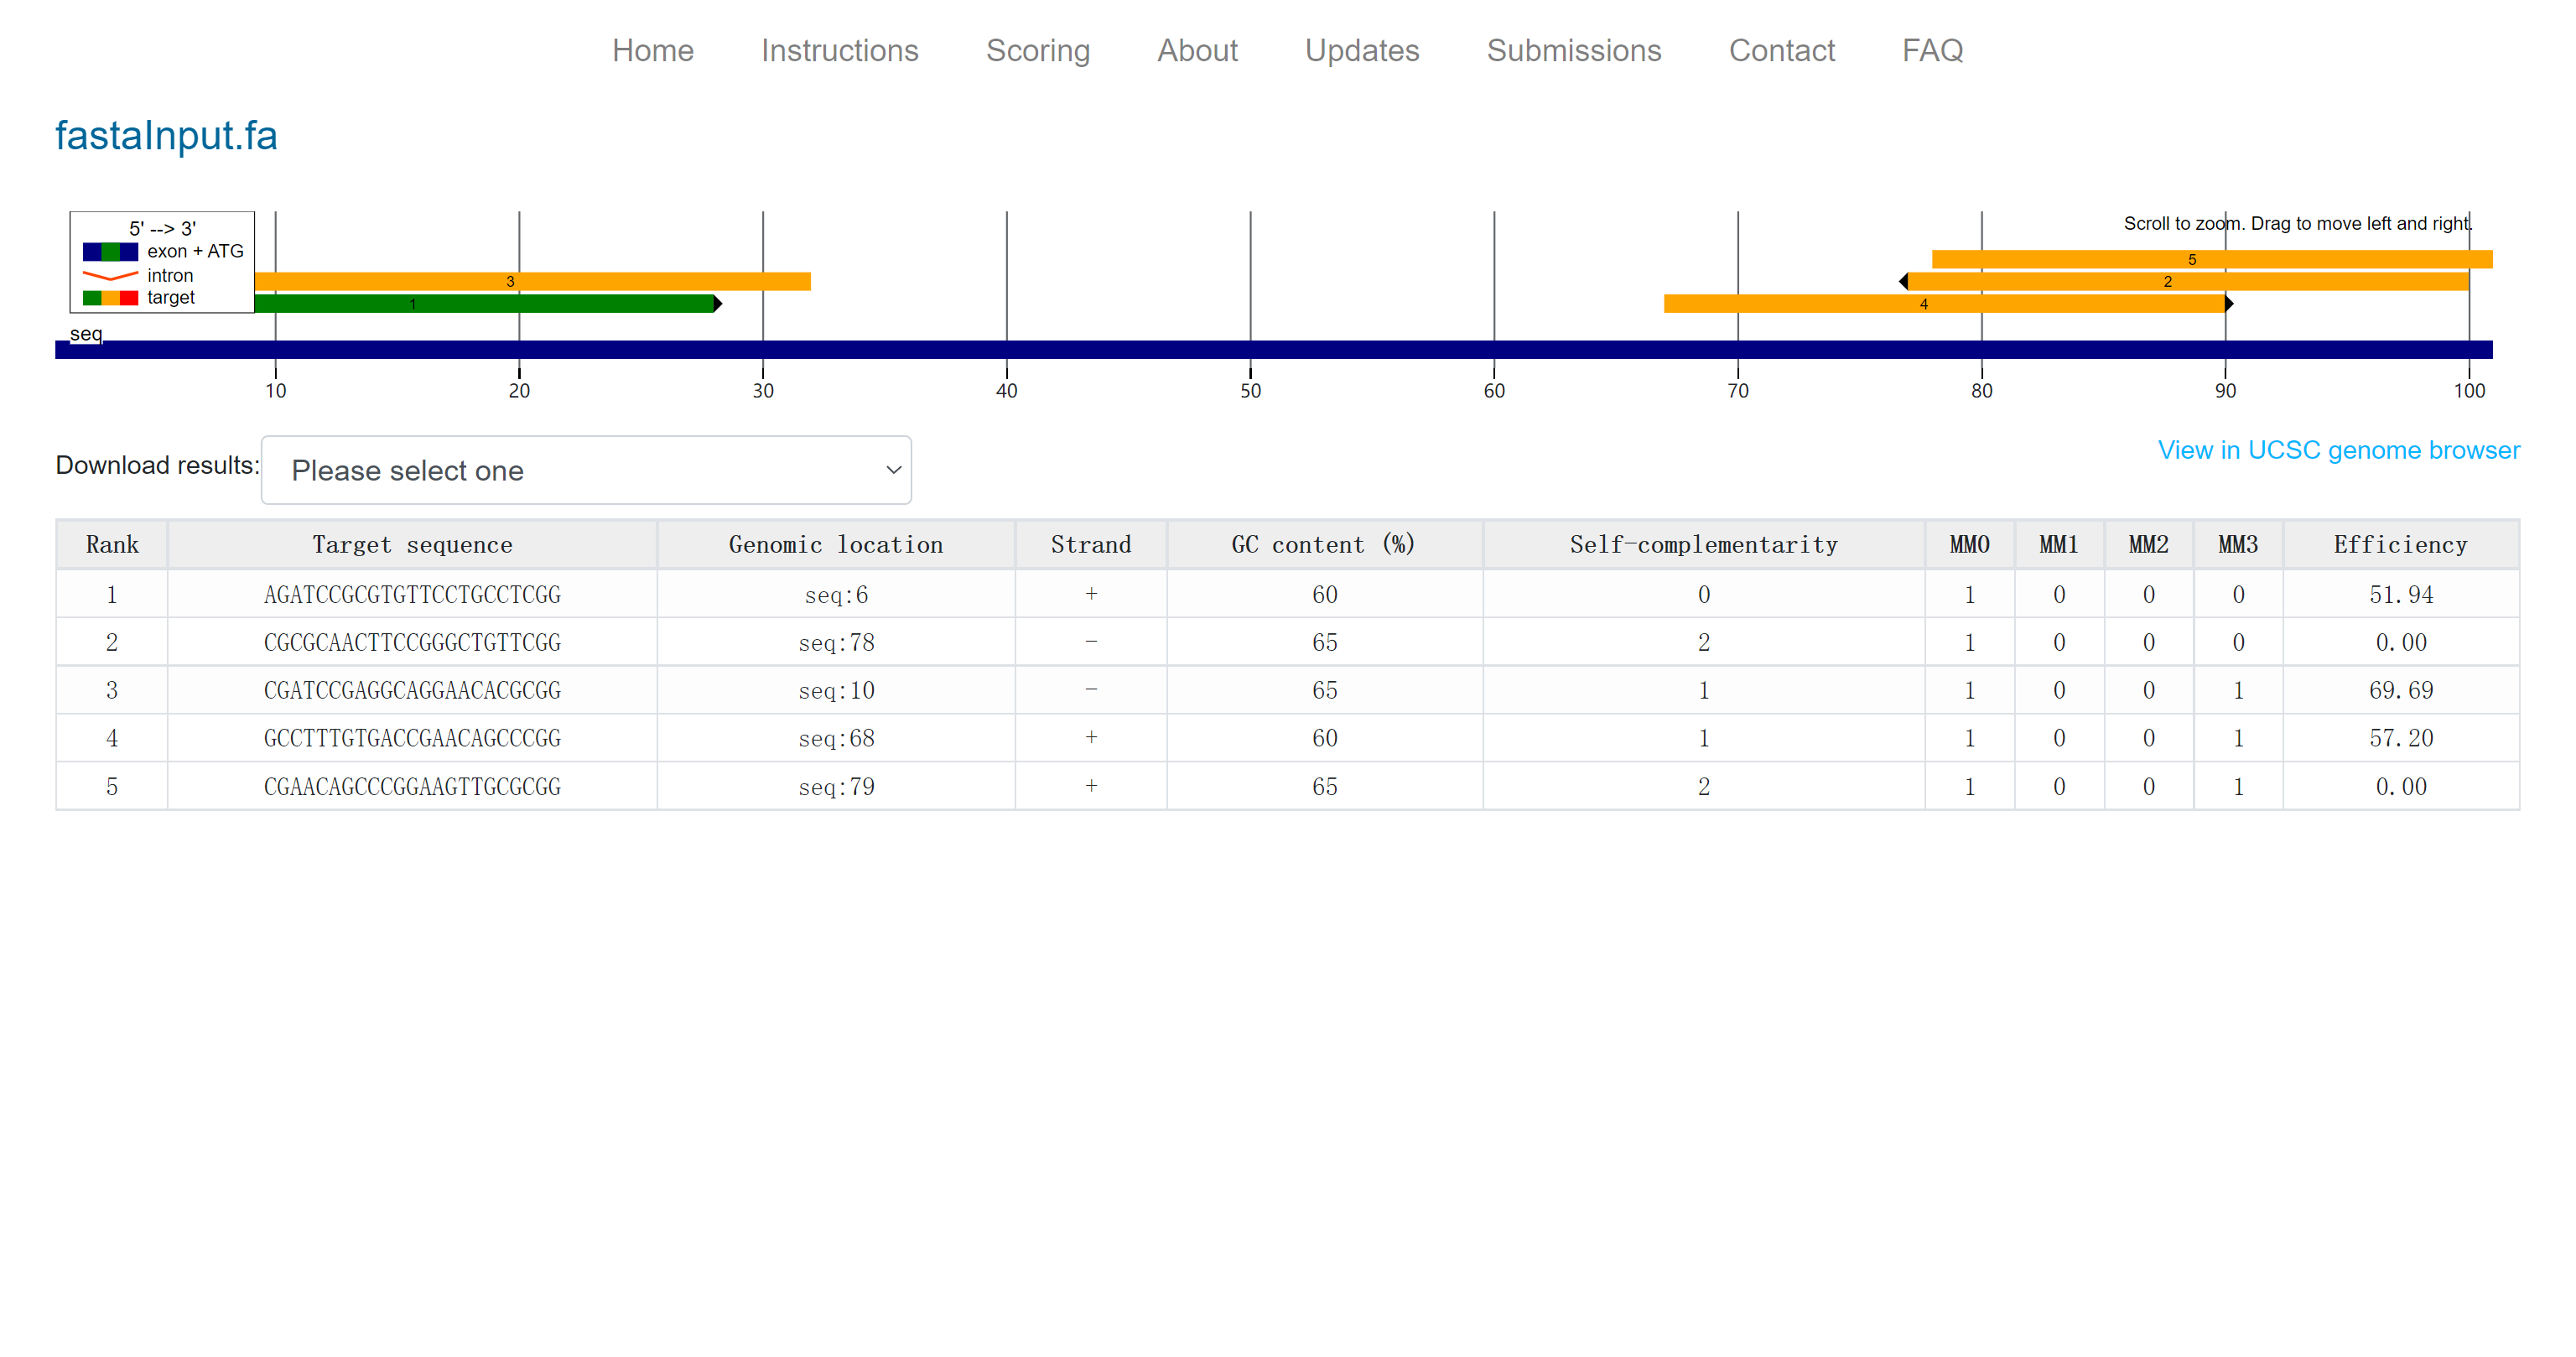 Home Instructions Scoring About Updates Submissions Contact FAQ
fastaInput.fa
5' --> 3'
exon + ATG
intron
target
Scroll to zoom. Drag to move left and right.
5
3
2
1
4
seq
10 20 30 40 50 60 70 80 90 100
Download results: Please select one
View in UCSC genome browser
Rank Target sequence Genomic location Strand GC content (%) Self-complementarity MM0 MM1 MM2 MM3 Efficiency
1 AGATCCGCGTGTTCCTGCCTCGG seq:6 + 60 0 1 0 0 0 51.94
2 CGCGCAACTTCCGGGCTGTTCGG seq:78 - 65 2 1 0 0 0 0.00
3 CGATCCGAGGCAGGAACACGCGG seq:10 - 65 1 1 0 0 1 69.69
4 GCCTTTGTGACCGAACAGCCCGG seq:68 + 60 1 1 0 0 1 57.20
5 CGAACAGCCCGGAAGTTGCGCGG seq:79 + 65 2 1 0 0 1 0.00